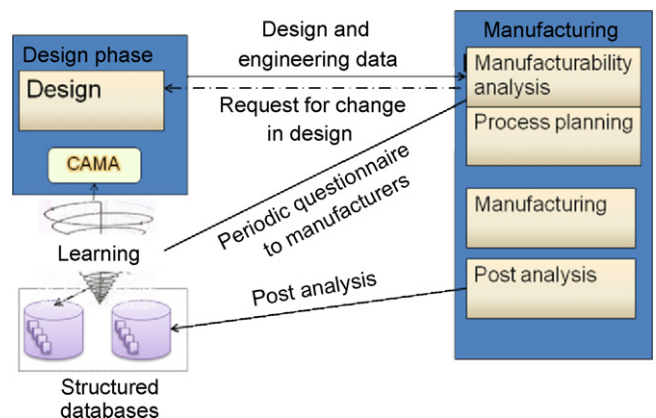 Design phase
Design
CAMA
Learning
Structured
databases
Design and
engineering data
Request for change
in design
Periodic questionnaire
to manufacturers
Post analysis
Manufacturing
Manufacturability
analysis
Process planning
Manufacturing
Post analysis